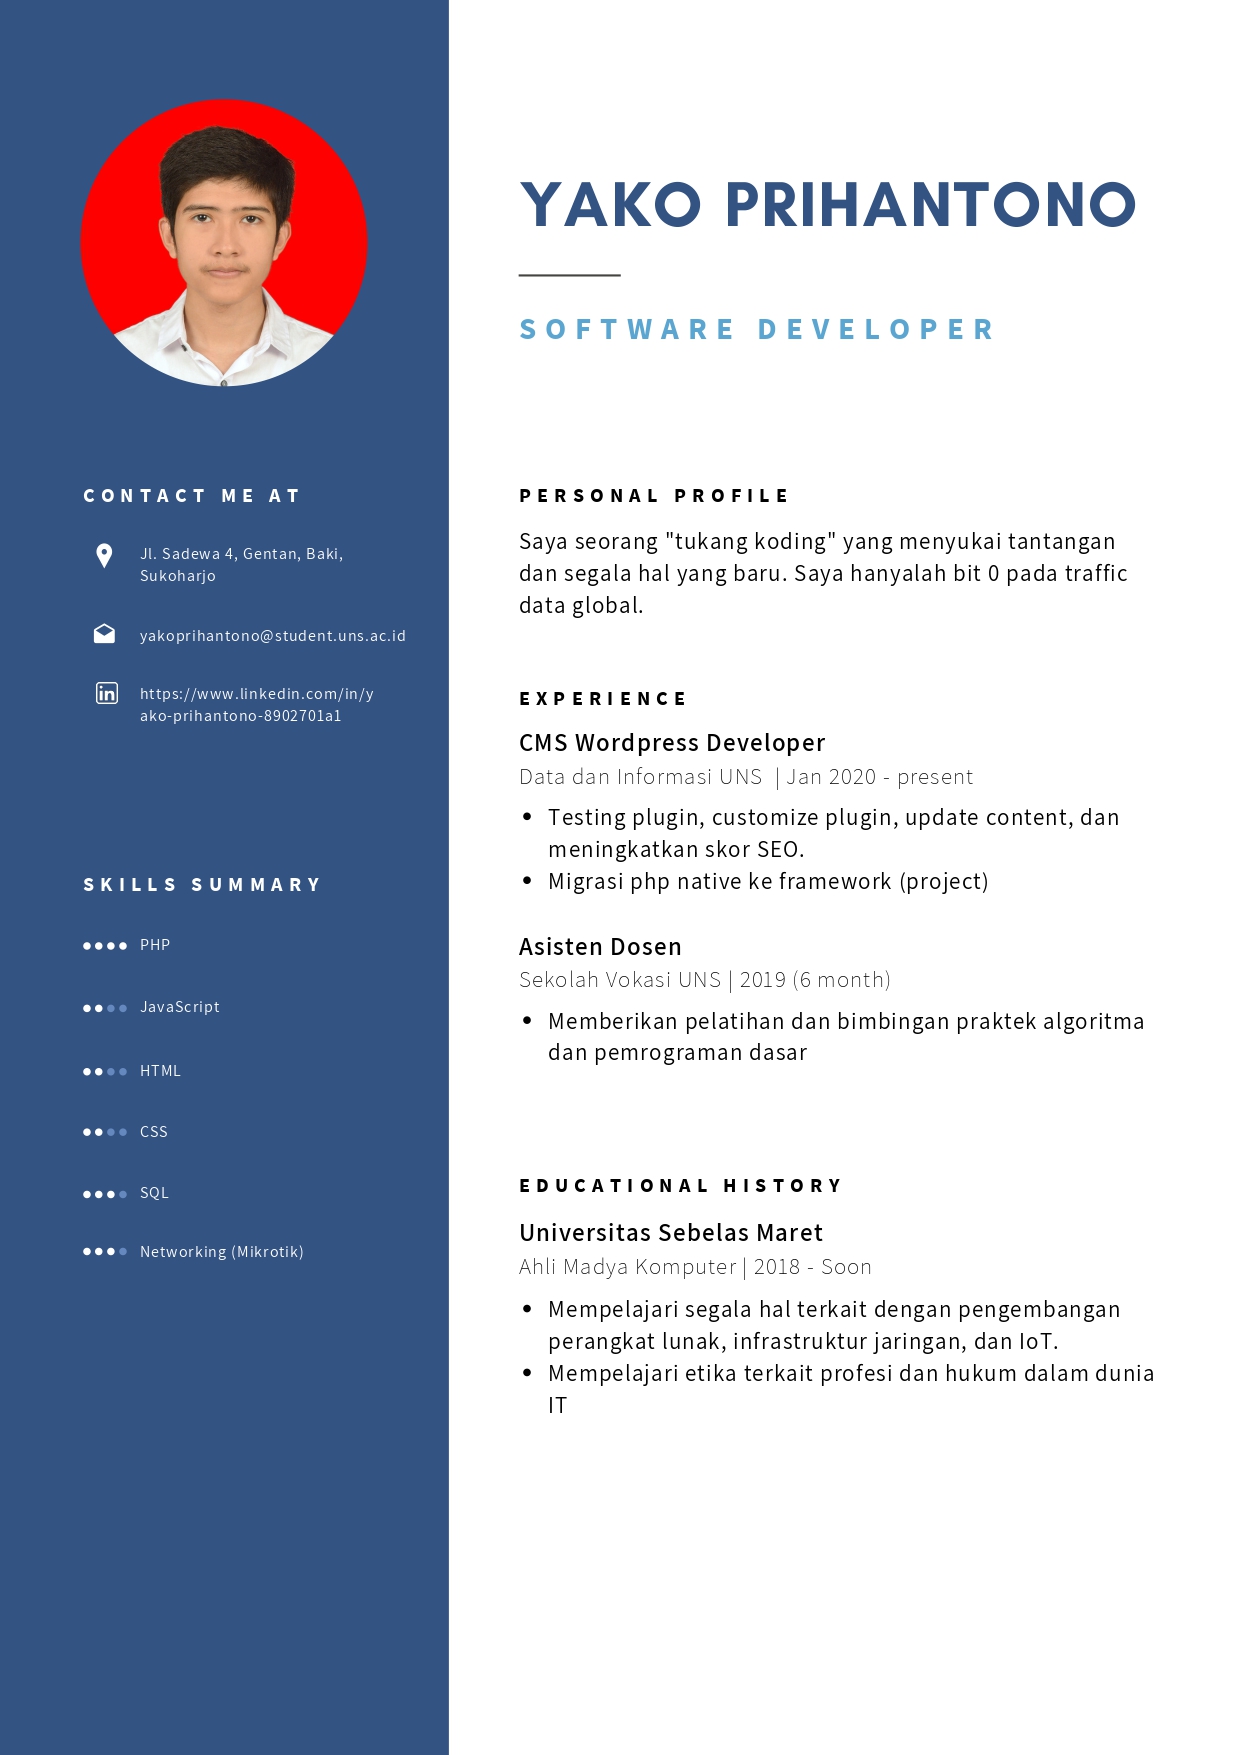 YAKO PRIHANTONO
SOFTWARE DEVELOPER
CONTACT ME AT
Jl. Sadewa 4, Gentan, Baki,
Sukoharjo
yakoprihantono@student.uns.ac.id
https://www.linkedin.com/in/y
ako-prihantono-8902701a1
SKILLS SUMMARY
PHP
JavaScript
HTML
CSS
SQL
Networking (Mikrotik)
PERSONAL PROFILE
Saya seorang "tukang koding" yang menyukai tantangan
dan segala hal yang baru. Saya hanyalah bit 0 pada traffic
data global.
EXPERIENCE
CMS Wordpress Developer
Data dan Informasi UNS | Jan 2020 - present
• Testing plugin, customize plugin, update content, dan
meningkatkan skor SEO.
• Migrasi php native ke framework (project)
Asisten Dosen
Sekolah Vokasi UNS | 2019 (6 month)
• Memberikan pelatihan dan bimbingan praktek algoritma
dan pemrograman dasar
EDUCATIONAL HISTORY
Universitas Sebelas Maret
Ahli Madya Komputer | 2018 - Soon
• Mempelajari segala hal terkait dengan pengembangan
perangkat lunak, infrastruktur jaringan, dan IoT.
• Mempelajari etika terkait profesi dan hukum dalam dunia
IT